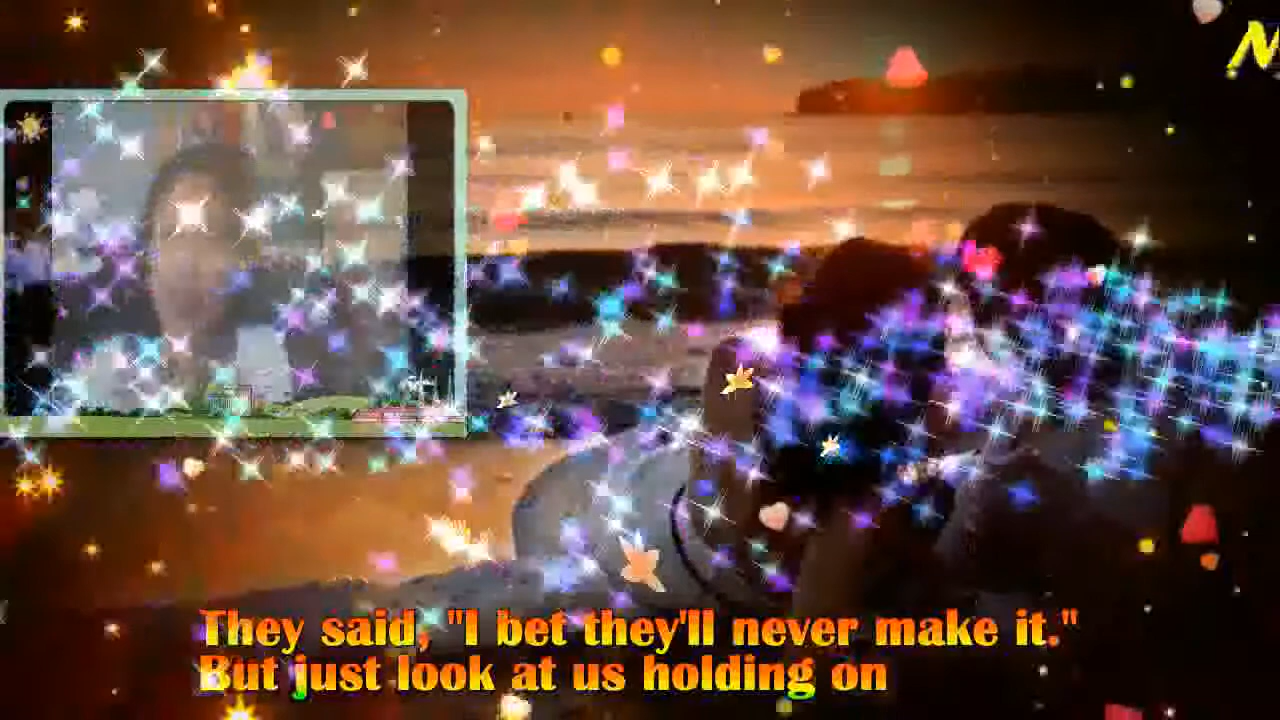 N
They said, "I bet they'll never make it."
But just look at us holding on